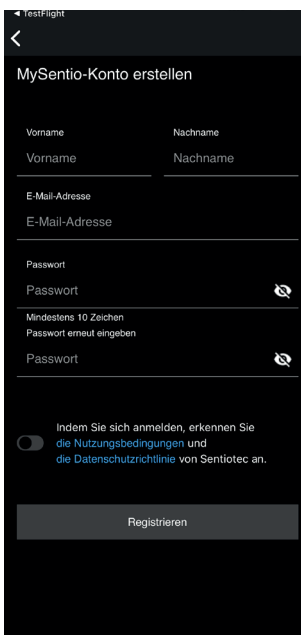 TestFlight
MySentio-Konto erstellen
Vorname Nachname
Vorname Nachname
E-Mail-Adresse
E-Mail-Adresse
Passwort
Passwort
Mindestens 10 Zeichen
Passwort erneut eingeben
Passwort
Indem Sie sich anmelden, erkennen Sie
die Nutzungsbedingungen und
die Datenschutzrichtlinie von Sentiotec an.
Registrieren